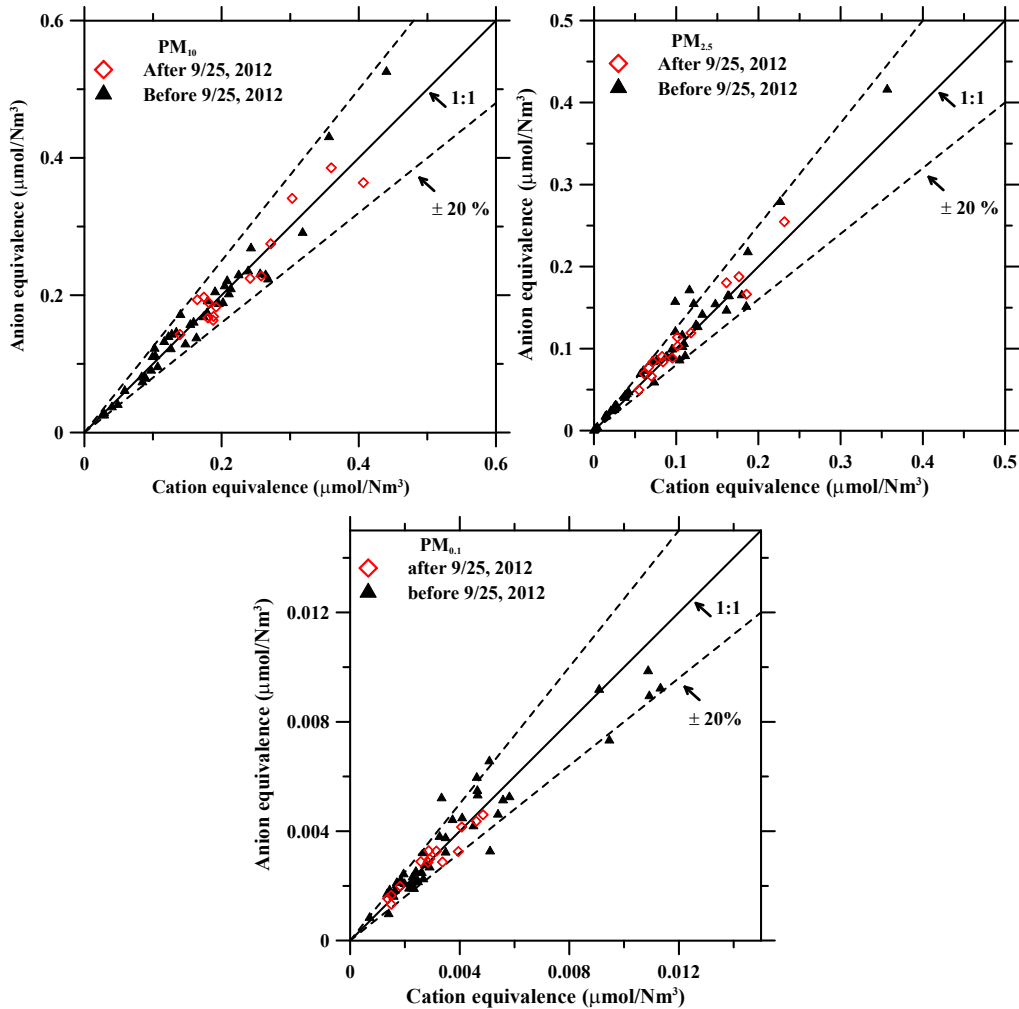 PM₁₀
After 9/25, 2012
Before 9/25, 2012
1:1
± 20 %
0.6
0.4
0.2
0
0
0.2
0.4
0.6
Anion equivalence (µmol/Nm³)
Cation equivalence (µmol/Nm³)
PM₂.₅
After 9/25, 2012
Before 9/25, 2012
1:1
± 20 %
0.5
0.4
0.3
0.2
0.1
0
0
0.1
0.2
0.3
0.4
0.5
Anion equivalence (µmol/Nm³)
Cation equivalence (µmol/Nm³)
PM₀.₁
after 9/25, 2012
before 9/25, 2012
1:1
± 20%
0.012
0.008
0.004
0
0
0.004
0.008
0.012
Anion equivalence (µmol/Nm³)
Cation equivalence (µmol/Nm³)